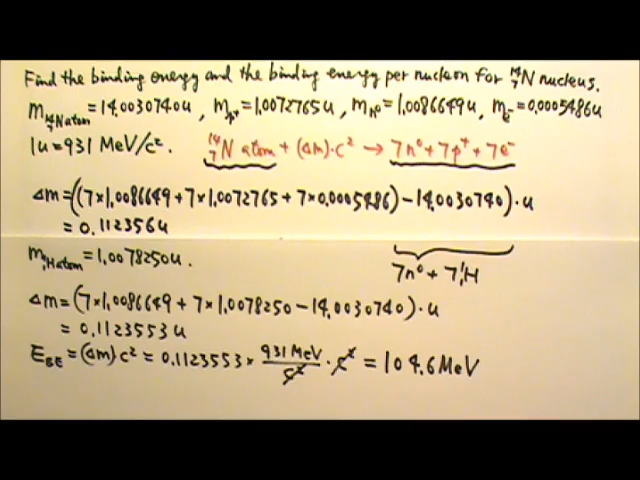 Find the binding energy and the binding energy per nucleon for ¹⁴₇N nucleus.
m¹⁴₇N atom = 14.0030740u , mp⁺ = 1.0072765u , mn⁰ = 1.0086649u , me⁻ = 0.0005486u
1u = 931 MeV/c². ¹⁴₇N atom + (Δm)·c² → 7n⁰ + 7p⁺ + 7e⁻
Δm = ((7×1.0086649 + 7×1.0072765 + 7×0.0005486) − 14.0030740)·u
= 0.112356u
m¹₁H atom = 1.0078250u. 7n⁰ + 7¹₁H
Δm = (7×1.0086649 + 7×1.0078250 − 14.0030740)·u
= 0.1123553u
E_BE = (Δm)c² = 0.1123553 × 931 MeV/c² · c² = 104.6 MeV